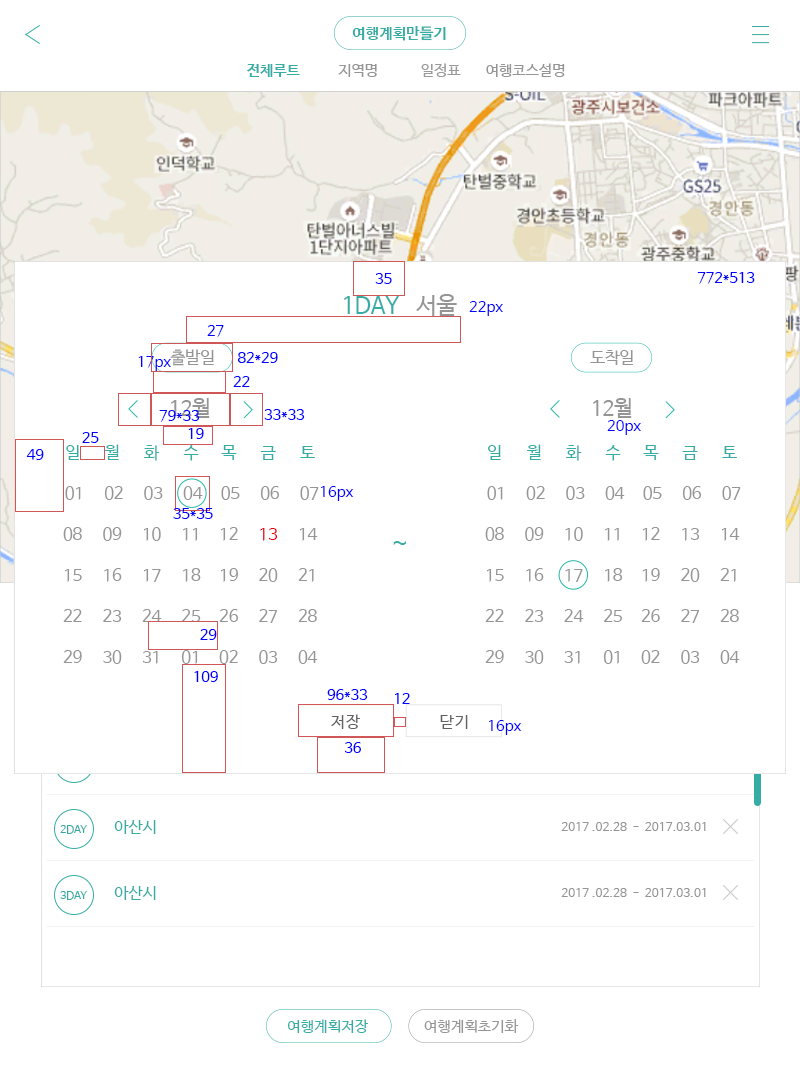 여행계획만들기
전체루트 지역명 일정표 여행코스설명
S-OIL 광주시보건소 파크아파트
인덕학교
탄벌중학교 GS25
경안초등학교 경안동
탄벌아너스빌 경안동
1단지아파트 광주중학교
팡
35 772*513
1DAY 서울 22px
27
17px 출발일 82*29 도착일
22
12월 79*33 33*33 12월
19 20px
25
49 일 월 화 수 목 금 토 일 월 화 수 목 금 토
01 02 03 04 05 06 07 16px 01 02 03 04 05 06 07
35*35
08 09 10 11 12 13 14 ~ 08 09 10 11 12 13 14
15 16 17 18 19 20 21 15 16 17 18 19 20 21
22 23 24 25 26 27 28 22 23 24 25 26 27 28
29
29 30 31 01 02 03 04 29 30 31 01 02 03 04
109
96*33 12
저장 닫기 16px
36
2DAY 아산시 2017 .02.28 - 2017.03.01
3DAY 아산시 2017 .02.28 - 2017.03.01
여행계획저장 여행계획초기화